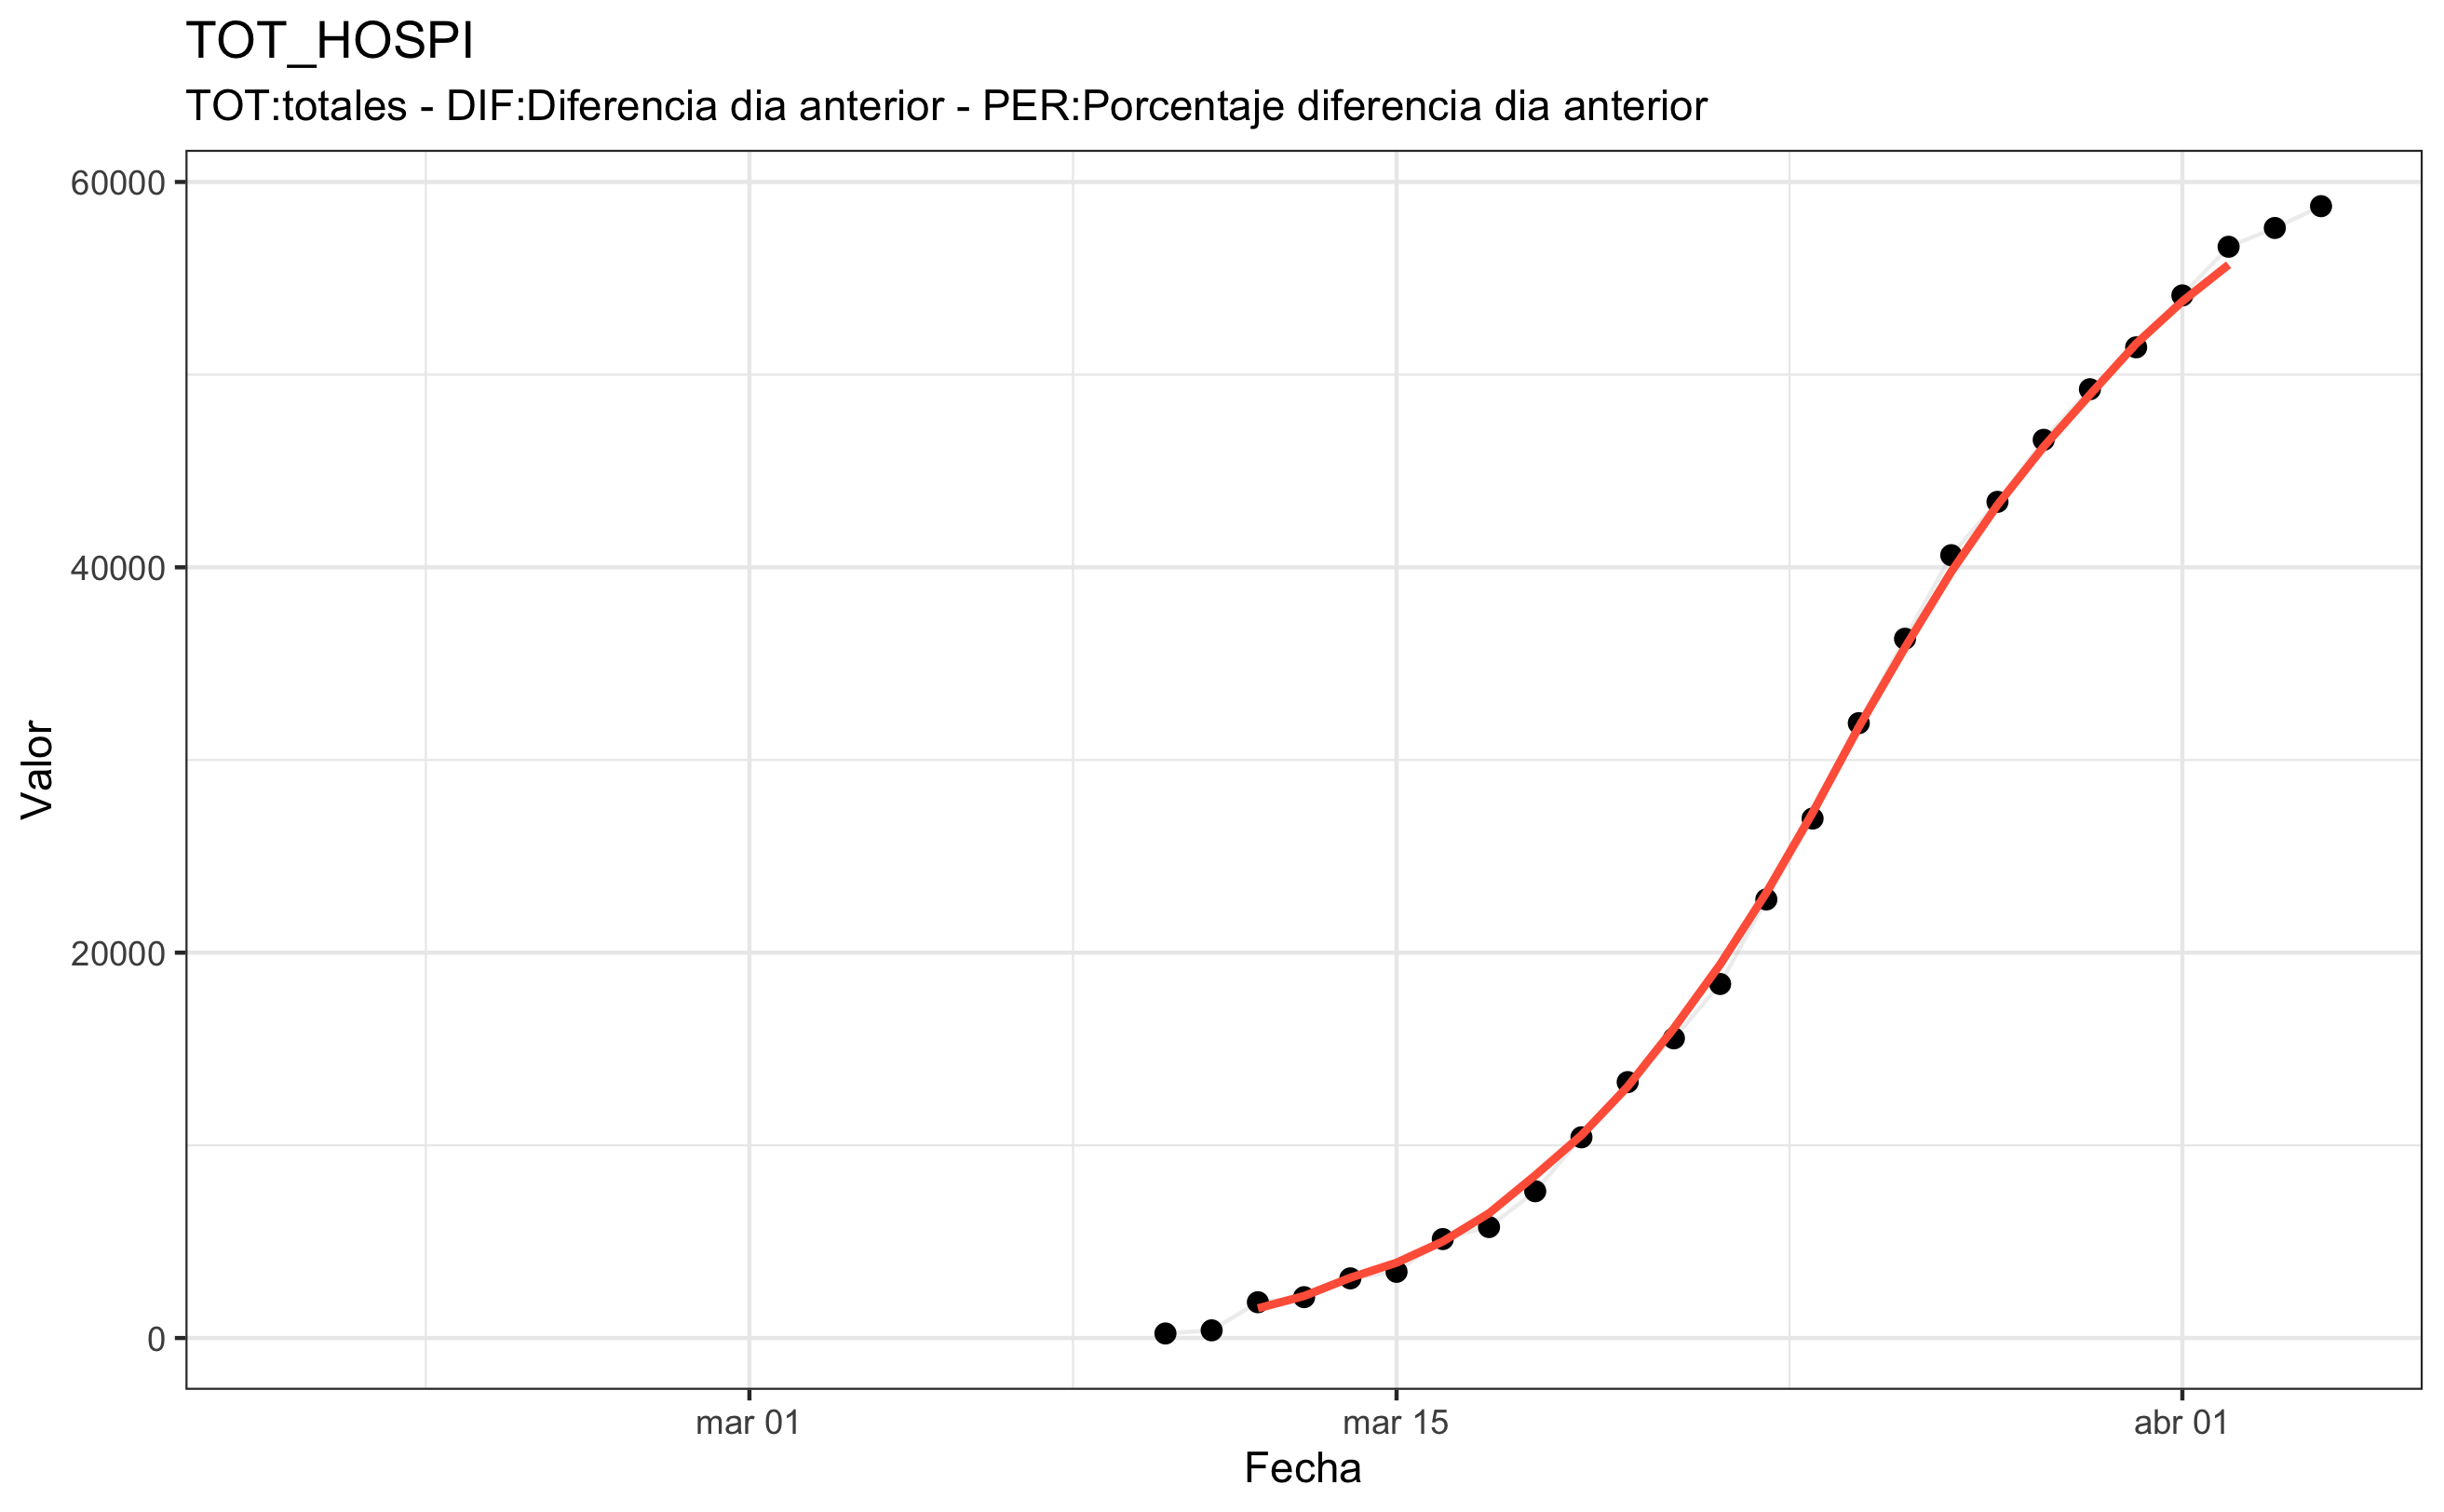 TOT_HOSPI
TOT:totales - DIF:Diferencia dia anterior - PER:Porcentaje diferencia dia anterior
60000
40000
20000
0
Valor
mar 01
mar 15
abr 01
Fecha